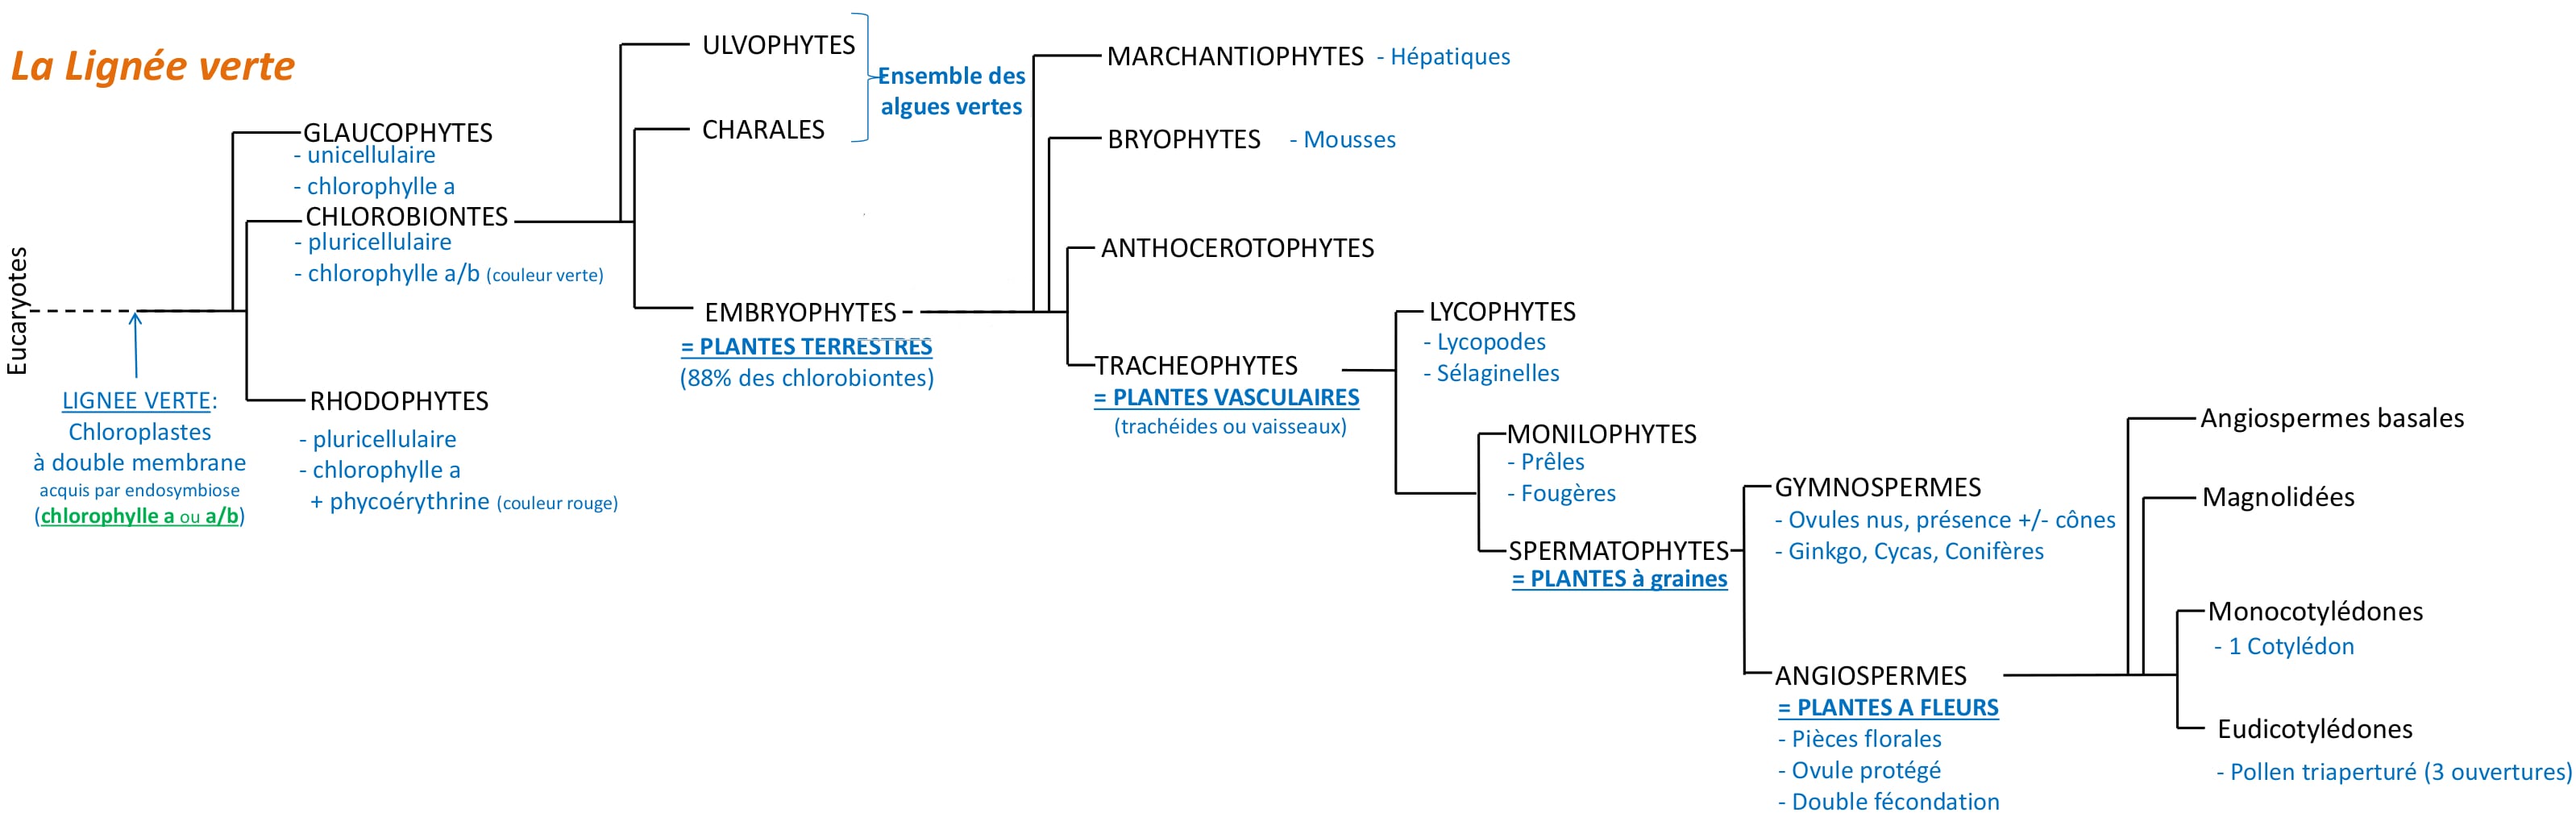 La Lignée verte
Eucaryotes
LIGNEE VERTE:
Chloroplastes
à double membrane
acquis par endosymbiose
(chlorophylle a ou a/b)
GLAUCOPHYTES
- unicellulaire
- chlorophylle a
CHLOROBIONTES
- pluricellulaire
- chlorophylle a/b (couleur verte)
RHODOPHYTES
- pluricellulaire
- chlorophylle a
+ phycoérythrine (couleur rouge)
ULVOPHYTES
CHARALES
Ensemble des
algues vertes
EMBRYOPHYTES
= PLANTES TERRESTRES
(88% des chlorobiontes)
MARCHANTIOPHYTES - Hépatiques
BRYOPHYTES - Mousses
ANTHOCEROTOPHYTES
TRACHEOPHYTES
= PLANTES VASCULAIRES
(trachéides ou vaisseaux)
LYCOPHYTES
- Lycopodes
- Sélaginelles
MONILOPHYTES
- Prêles
- Fougères
SPERMATOPHYTES
= PLANTES à graines
GYMNOSPERMES
- Ovules nus, présence +/- cônes
- Ginkgo, Cycas, Conifères
ANGIOSPERMES
= PLANTES A FLEURS
- Pièces florales
- Ovule protégé
- Double fécondation
Angiospermes basales
Magnolidées
Monocotylédones
- 1 Cotylédon
Eudicotylédones
- Pollen triaperturé (3 ouvertures)